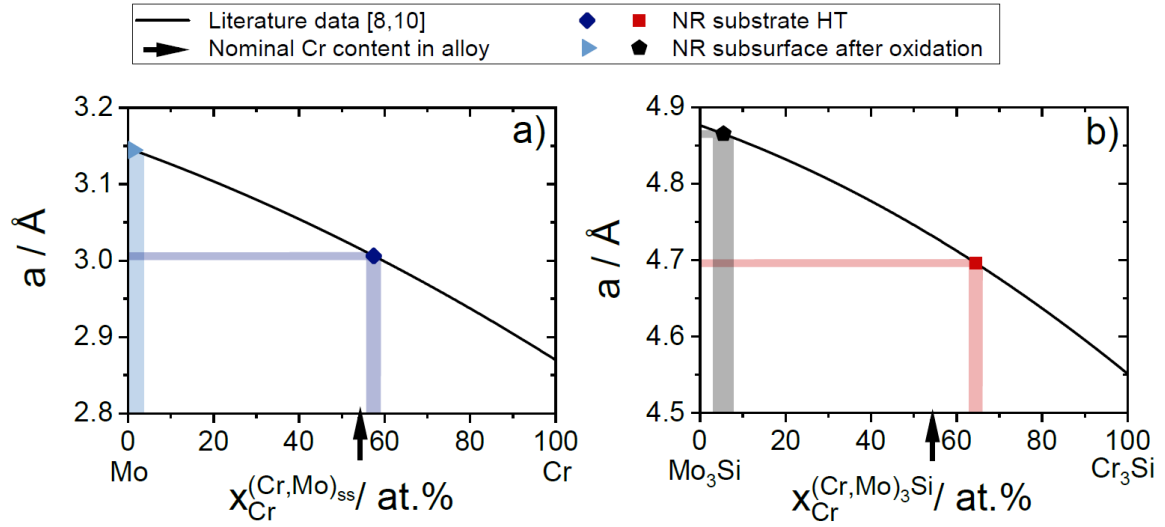 Literature data [8,10]
NR substrate HT
Nominal Cr content in alloy
NR subsurface after oxidation
a)
3.2
3.1
3.0
2.9
2.8
a / Å
0 20 40 60 80 100
Mo Cr
x_Cr^(Cr,Mo)ss / at.%
b)
4.9
4.8
4.7
4.6
4.5
a / Å
0 20 40 60 80 100
Mo₃Si Cr₃Si
x_Cr^(Cr,Mo)₃Si / at.%